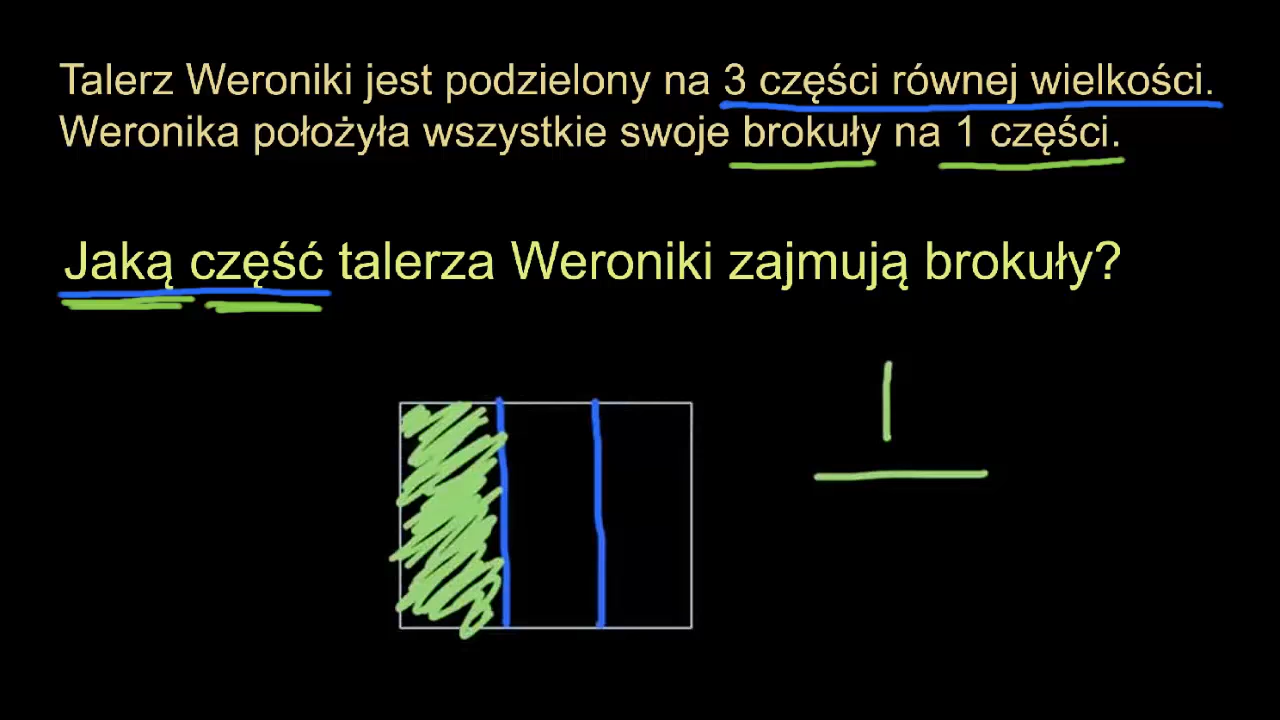 Talerz Weroniki jest podzielony na 3 części równej wielkości.
Weronika położyła wszystkie swoje brokuły na 1 części.
Jaką część talerza Weroniki zajmują brokuły?
1